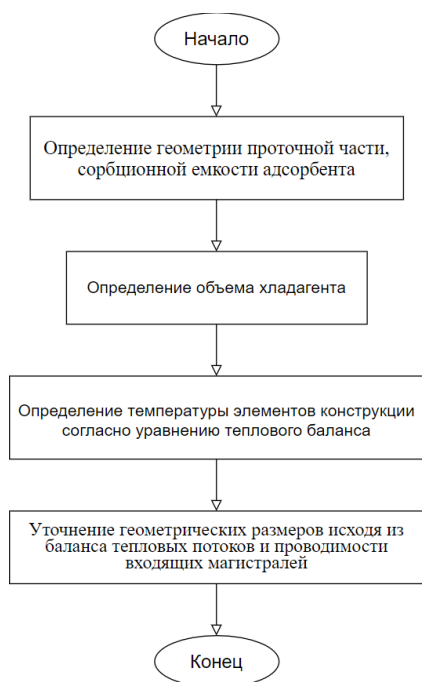 Начало
Определение геометрии проточной части,
сорбционной емкости адсорбента
Определение объема хладагента
Определение температуры элементов конструкции
согласно уравнению теплового баланса
Уточнение геометрических размеров исходя из
баланса тепловых потоков и проводимости
входящих магистралей
Конец